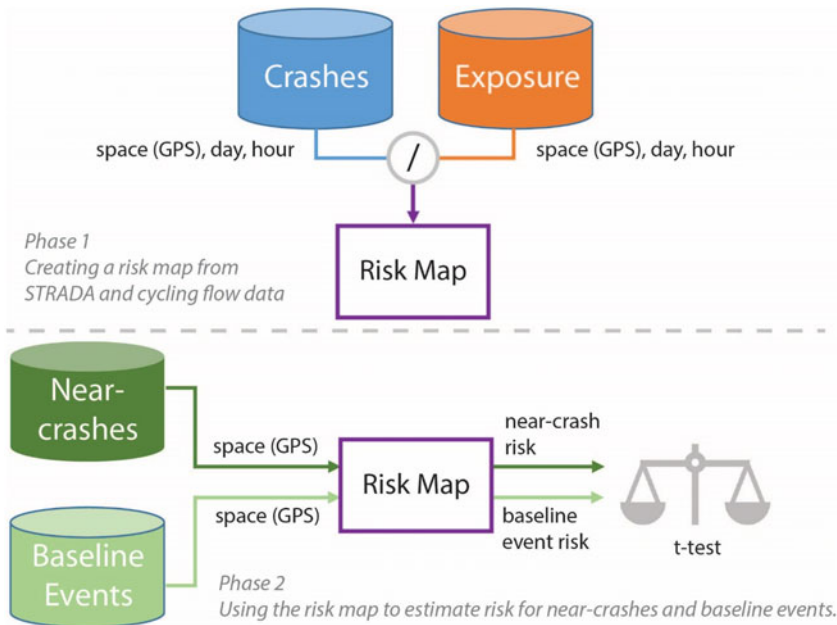 Crashes
Exposure
space (GPS), day, hour
/
space (GPS), day, hour
Risk Map
Phase 1
Creating a risk map from
STRADA and cycling flow data
Near-
crashes
space (GPS)
Risk Map
near-crash
risk
space (GPS)
baseline
event risk
t-test
Baseline
Events
Phase 2
Using the risk map to estimate risk for near-crashes and baseline events.